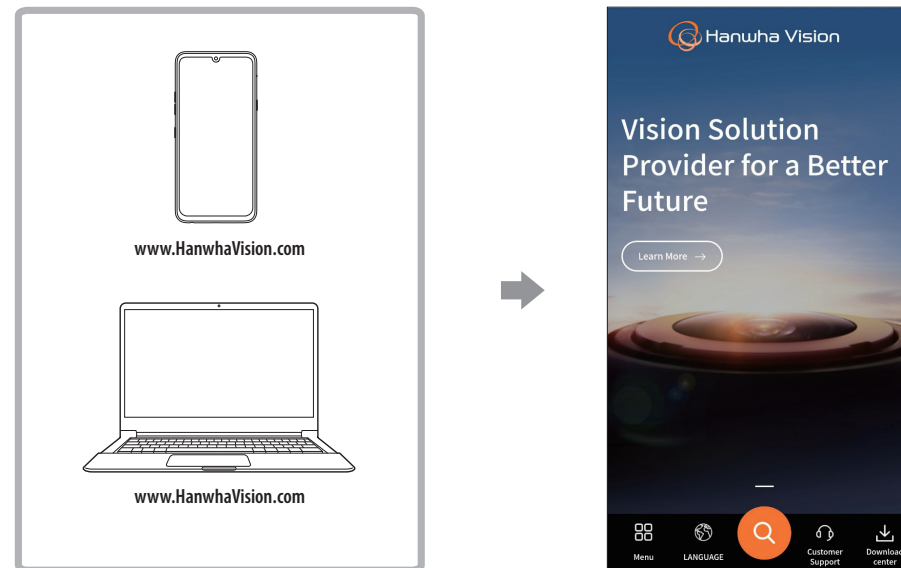 www.HanwhaVision.com
www.HanwhaVision.com
Hanwha Vision
Vision Solution
Provider for a Better
Future
Learn More →
Menu
LANGUAGE
Customer
Support
Download
center